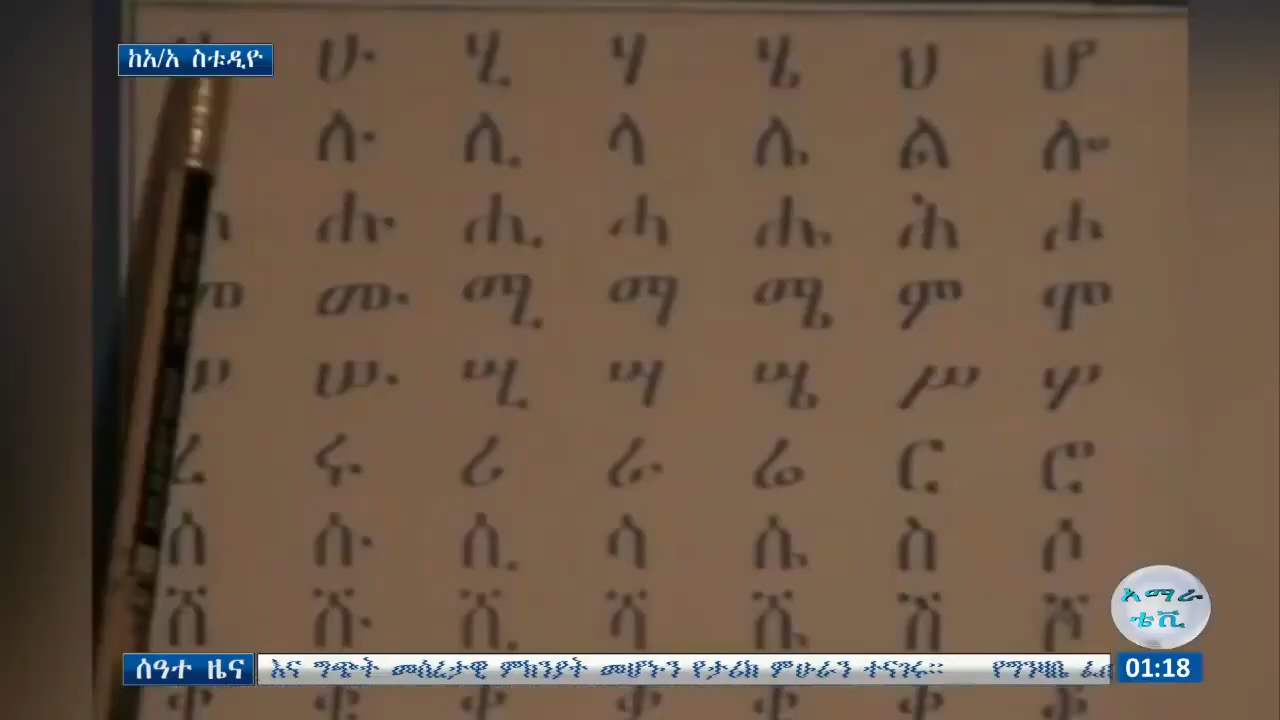 ከአ/አ ስቱዲዮ
ሁ ሂ ሃ ሄ ህ ሆ
ሉ ሊ ላ ሌ ል ሎ
ሑ ሒ ሓ ሔ ሕ ሖ
መ ሙ ሚ ማ ሜ ም ሞ
ሠ ሡ ሢ ሣ ሤ ሥ ሦ
ረ ሩ ሪ ራ ሬ ር ሮ
ሰ ሱ ሲ ሳ ሴ ስ ሶ
ሸ ሹ ሺ ሻ ሼ ሽ ሾ
አማራ
ቴቪ
ሰዓተ ዜና እና ግጭት መሰረታዊ ምክንያት መሆኑን የታሪክ ምሁራን ተናገሩ። 01:18
ቀ ቁ ቂ ቃ ቄ ቅ ቆ